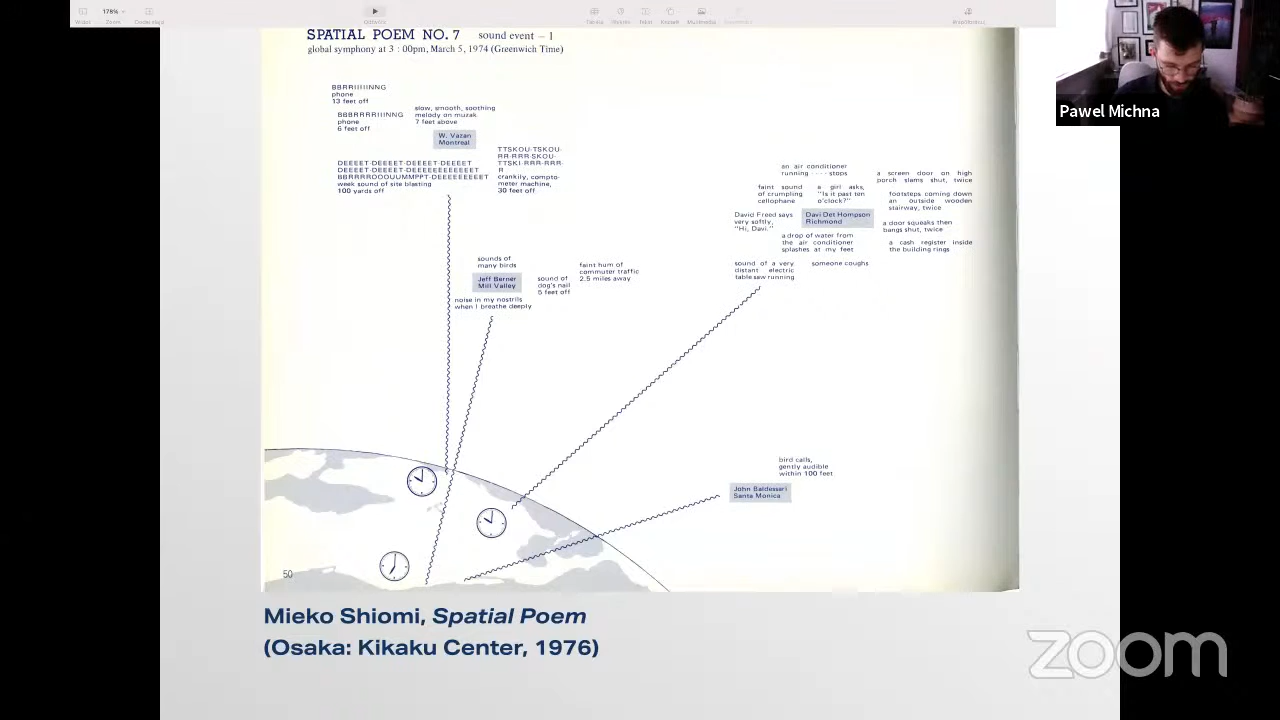 178%
Zoom
SPATIAL POEM NO. 7 sound event – 1
global symphony at 3 : 00pm, March 5, 1974 (Greenwich Time)
BBRRIIIIINNG
phone
13 feet off
BBBRRRRIIINNG
phone
6 feet off
slow, smooth, soothing
melody on muzak
7 feet above
W. Vazan
Montreal
DEEEET-DEEEET-DEEEET-DEEEET
DEEEET-DEEEET-DEEEEEEEEEEET
BBRRRRDOOUUMMPPT-DEEEEEEEEET
week sound of site blasting
100 yards off
TTSKOU-TSKOU-
RR-RRR-SKOU-
TTSKI-RRR-RRR-
R
crankily, compto-
meter machine,
30 feet off
sounds of
many birds
Jeff Berner
Mill Valley
noise in my nostrils
when I breathe deeply
sound of
dog's nail
5 feet off
faint hum of
commuter traffic
2.5 miles away
an air conditioner
running ···· stops
faint sound
of crumpling
cellophane
a girl asks,
"Is it past ten
o'clock?"
David Freed says
very softly,
"Hi, Davi."
Davi Det Hompson
Richmond
a drop of water from
the air conditioner
splashes at my feet
sound of a very
distant electric
table saw running
someone coughs
a screen door on high
porch slams shut, twice
footsteps coming down
an outside wooden
stairway, twice
a door squeaks then
bangs shut, twice
a cash register inside
the building rings
bird calls,
gently audible
within 100 feet
John Baldessari
Santa Monica
50
Mieko Shiomi, Spatial Poem
(Osaka: Kikaku Center, 1976)
Pawel Michna
zoom